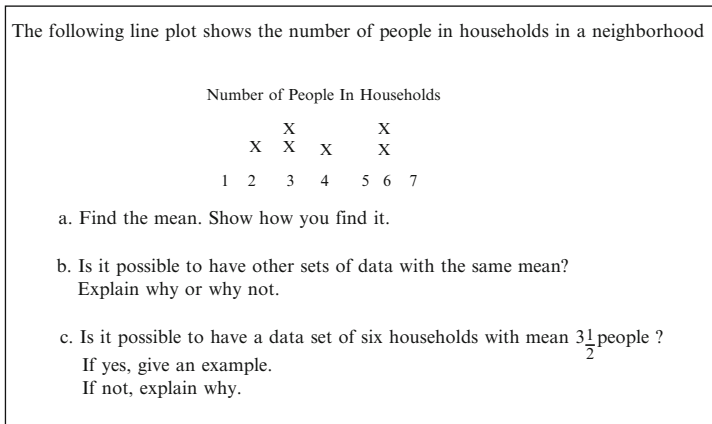 The following line plot shows the number of people in households in a neighborhood
Number of People In Households
X X
X X X X
1 2 3 4 5 6 7
a. Find the mean. Show how you find it.
b. Is it possible to have other sets of data with the same mean?
Explain why or why not.
c. Is it possible to have a data set of six households with mean 3 1/2 people ?
If yes, give an example.
If not, explain why.